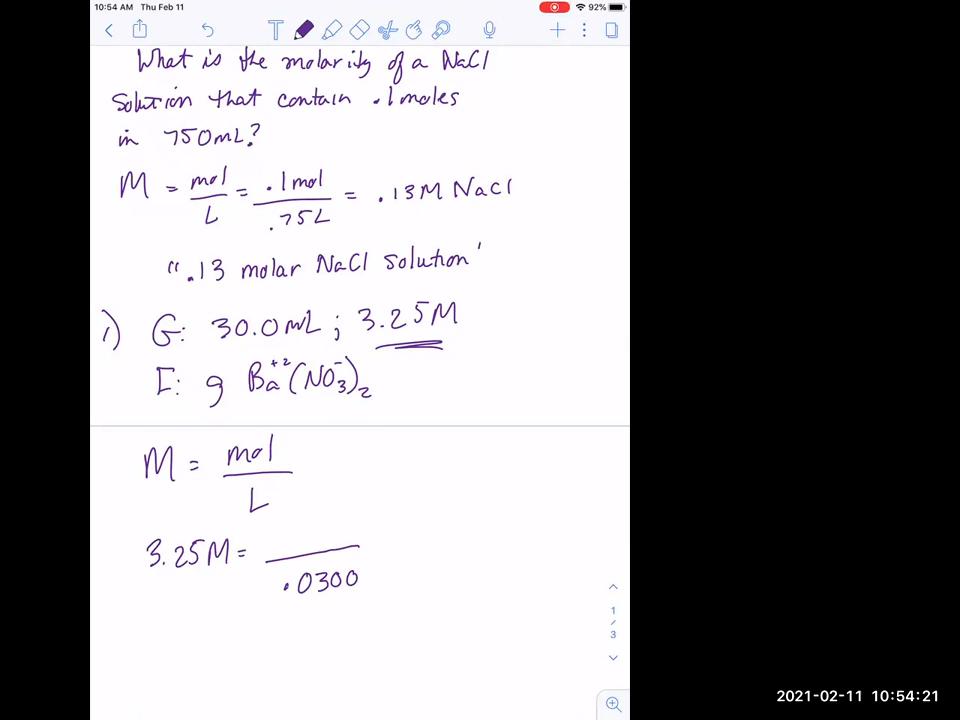 10:54 AM Thu Feb 11
92%
What is the molarity of a NaCl
solution that contain .1 moles
in 750mL?
M = mol/L = .1mol/.75L = .13M NaCl
".13 molar NaCl solution"
1) G: 30.0mL; 3.25M
F: g Ba+2(NO3-)2
M = mol/L
3.25M = /.0300
1
/
3
2021-02-11 10:54:21